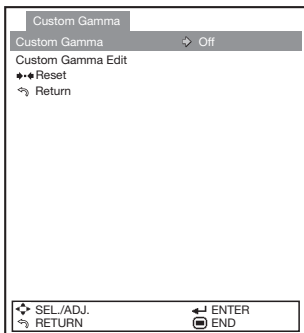 Custom Gamma
Custom Gamma Off
Custom Gamma Edit
Reset
Return
SEL./ADJ. ENTER
RETURN END